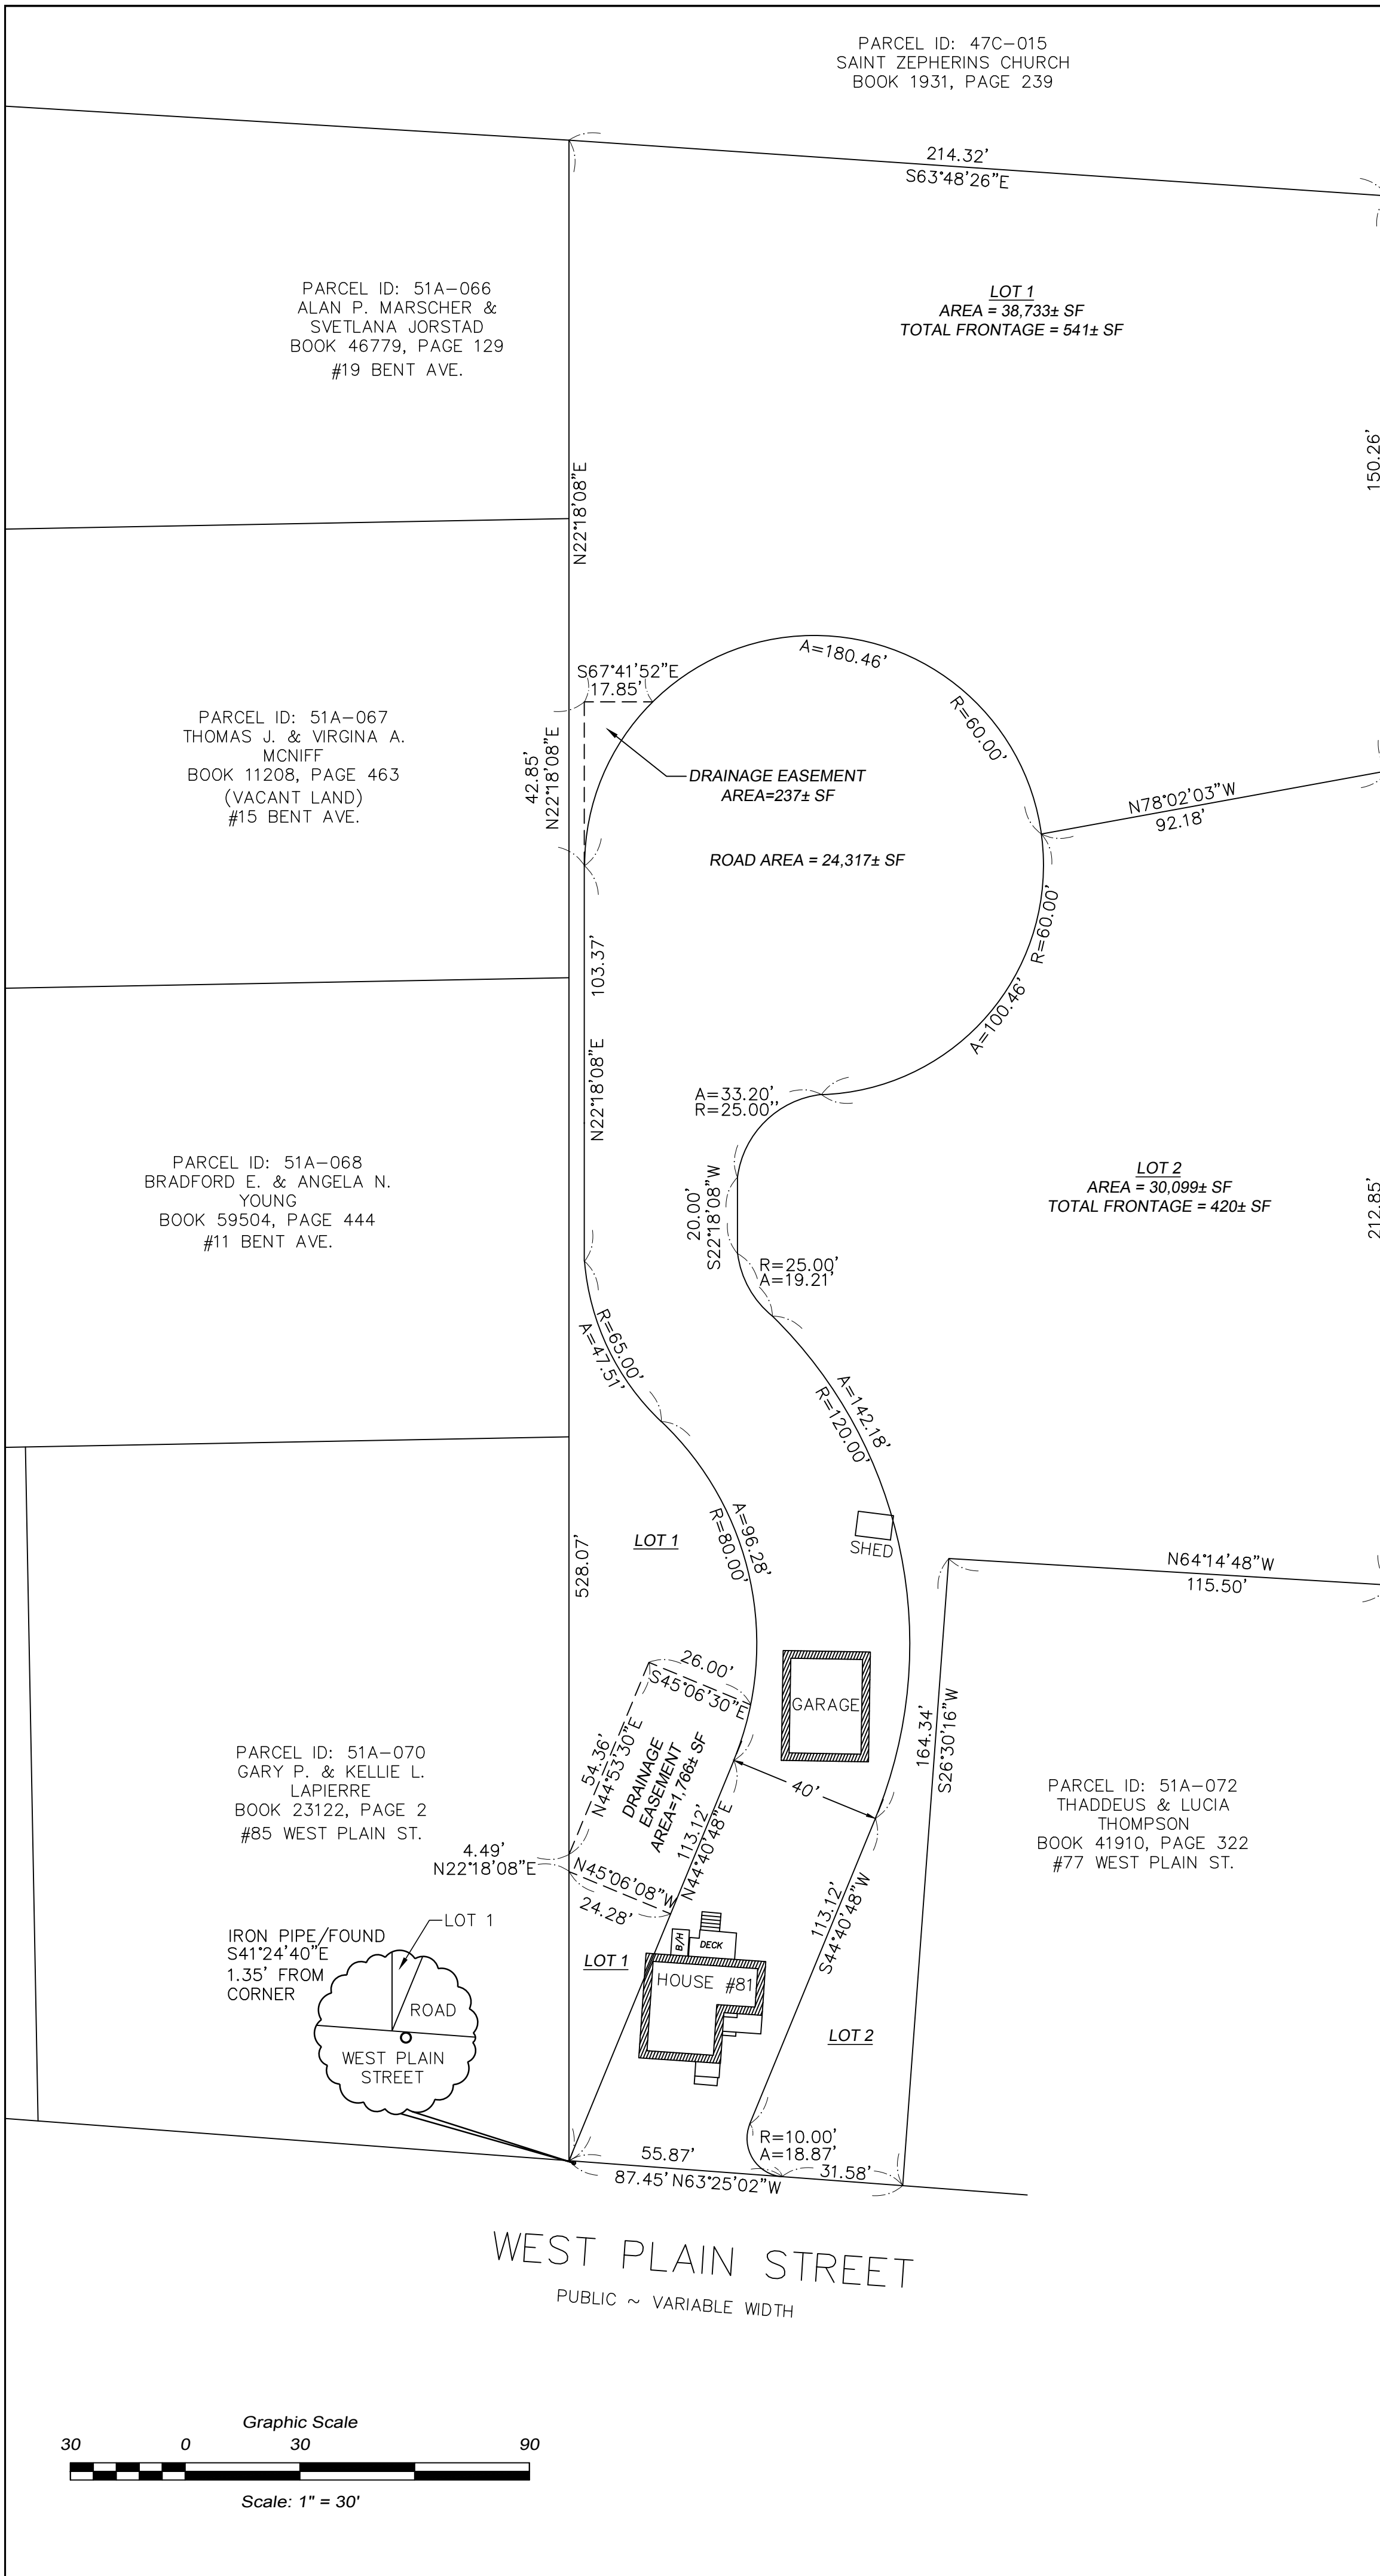 PARCEL ID: 47C-015
SAINT ZEPHERINS CHURCH
BOOK 1931, PAGE 239
214.32'
S63°48'26"E
PARCEL ID: 51A-066
ALAN P. MARSCHER &
SVETLANA JORSTAD
BOOK 46779, PAGE 129
#19 BENT AVE.
LOT 1
AREA = 38,733± SF
TOTAL FRONTAGE = 541± SF
150.26'
N22°18'08"E
A=180.46'
R=60.00'
S67°41'52"E
17.85'
42.85'
N22°18'08"E
PARCEL ID: 51A-067
THOMAS J. & VIRGINA A.
MCNIFF
BOOK 11208, PAGE 463
(VACANT LAND)
#15 BENT AVE.
DRAINAGE EASEMENT
AREA=237± SF
N78°02'03"W
92.18'
ROAD AREA = 24,317± SF
R=60.00'
A=100.46'
103.37'
N22°18'08"E
A=33.20'
R=25.00''
20.00'
S22°18'08"W
R=25.00'
A=19.21'
PARCEL ID: 51A-068
BRADFORD E. & ANGELA N.
YOUNG
BOOK 59504, PAGE 444
#11 BENT AVE.
LOT 2
AREA = 30,099± SF
TOTAL FRONTAGE = 420± SF
212.85'
R=65.00'
A=47.51'
A=142.18'
R=120.00'
A=96.28'
R=80.00'
LOT 1
528.07'
SHED
N64°14'48"W
115.50'
26.00'
S45°06'30"E
GARAGE
54.36'
N44°53'30"E
DRAINAGE
EASEMENT
AREA=1,766± SF
40'
164.34'
S26°30'16"W
PARCEL ID: 51A-070
GARY P. & KELLIE L.
LAPIERRE
BOOK 23122, PAGE 2
#85 WEST PLAIN ST.
PARCEL ID: 51A-072
THADDEUS & LUCIA
THOMPSON
BOOK 41910, PAGE 322
#77 WEST PLAIN ST.
4.49'
N22°18'08"E
N45°06'08"W
24.28'
113.12'
N44°40'48"E
113.12'
S44°40'48"W
IRON PIPE/FOUND
S41°24'40"E
1.35' FROM
CORNER
LOT 1
ROAD
WEST PLAIN
STREET
LOT 1
B/H
DECK
HOUSE #81
LOT 2
R=10.00'
A=18.87'
55.87'
31.58'
87.45' N63°25'02"W
WEST PLAIN STREET
PUBLIC ~ VARIABLE WIDTH
Graphic Scale
30 0 30 90
Scale: 1" = 30'